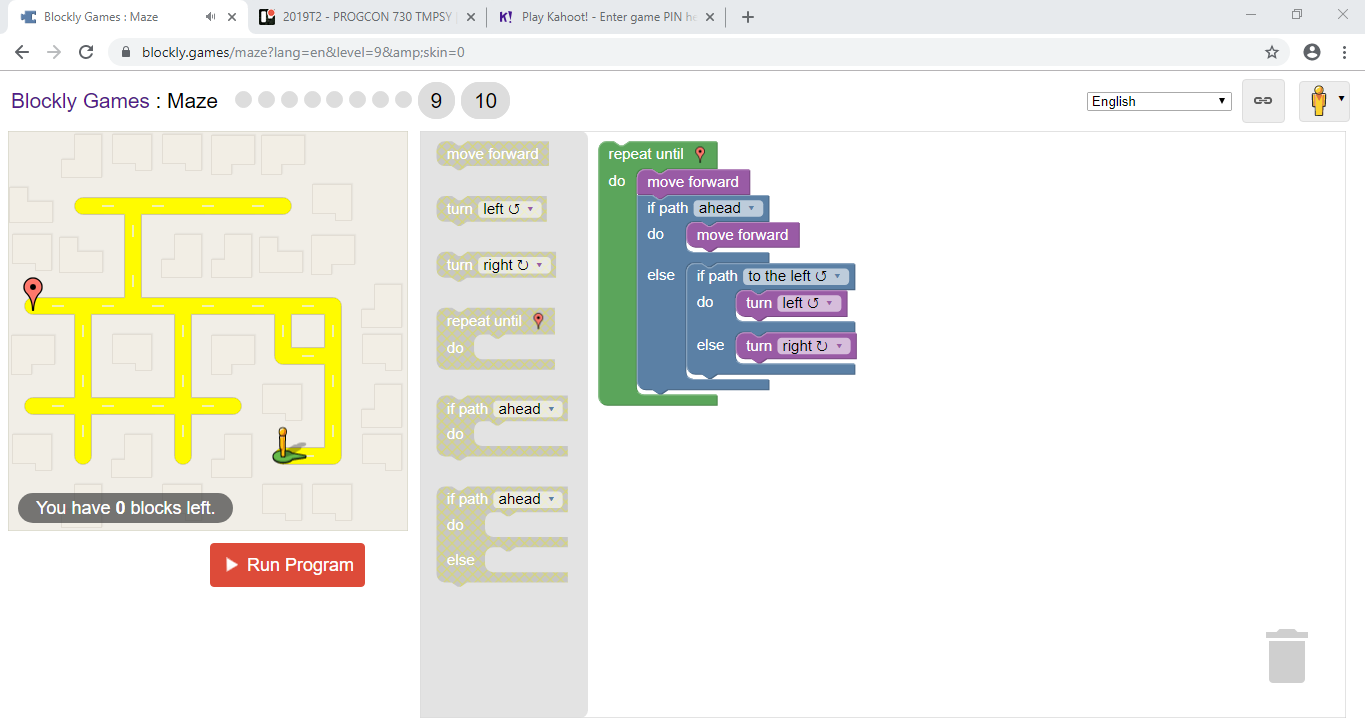 Blockly Games : Maze
2019T2 - PROGCON 730 TMPSY
K! Play Kahoot! - Enter game PIN he
blockly.games/maze?lang=en&level=9&amp;skin=0
Blockly Games : Maze 9 10
English
You have 0 blocks left.
Run Program
move forward
turn left ↺
turn right ↻
repeat until
do
if path ahead
do
if path ahead
do
else
repeat until
do move forward
if path ahead
do move forward
else if path to the left ↺
do turn left ↺
else turn right ↻